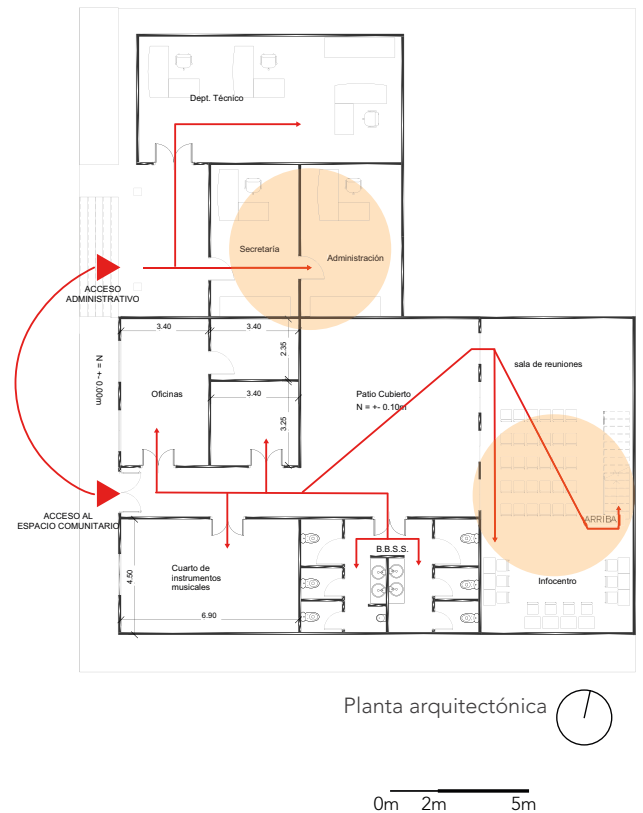 Dept. Técnico
Secretaría
Administración
ACCESO
ADMINISTRATIVO
3.40
3.40
2.35
N = +- 0.00m
Oficinas
3.40
3.25
Patio Cubierto
N = +- 0.10m
sala de reuniones
ACCESO AL
ESPACIO COMUNITARIO
ARRIBA
4.50
Cuarto de
instrumentos
musicales
6.90
B.B.S.S.
Infocentro
Planta arquitectónica
0m
2m
5m